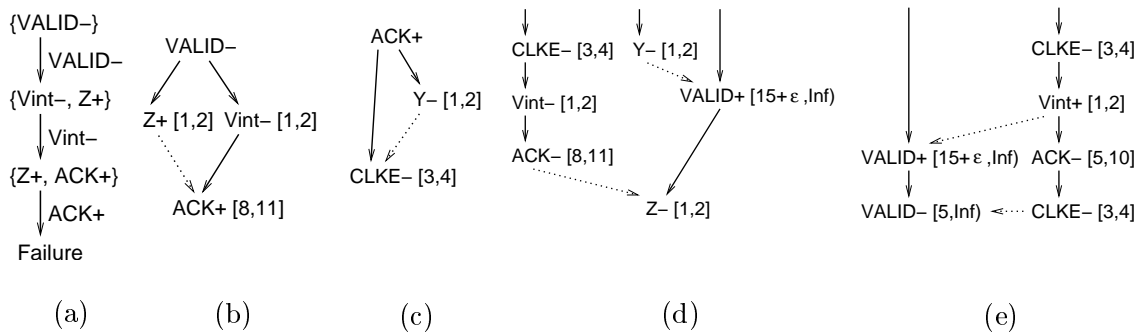 {VALID−}
VALID−
{Vint−, Z+}
Vint−
{Z+, ACK+}
ACK+
Failure
(a)
VALID−
Z+ [1,2]
Vint− [1,2]
ACK+ [8,11]
(b)
ACK+
Y− [1,2]
CLKE− [3,4]
(c)
CLKE− [3,4]
Y− [1,2]
Vint− [1,2]
VALID+ [15+ε,Inf)
ACK− [8,11]
Z− [1,2]
(d)
CLKE− [3,4]
Vint+ [1,2]
VALID+ [15+ε,Inf)
ACK− [5,10]
VALID− [5,Inf)
CLKE− [3,4]
(e)